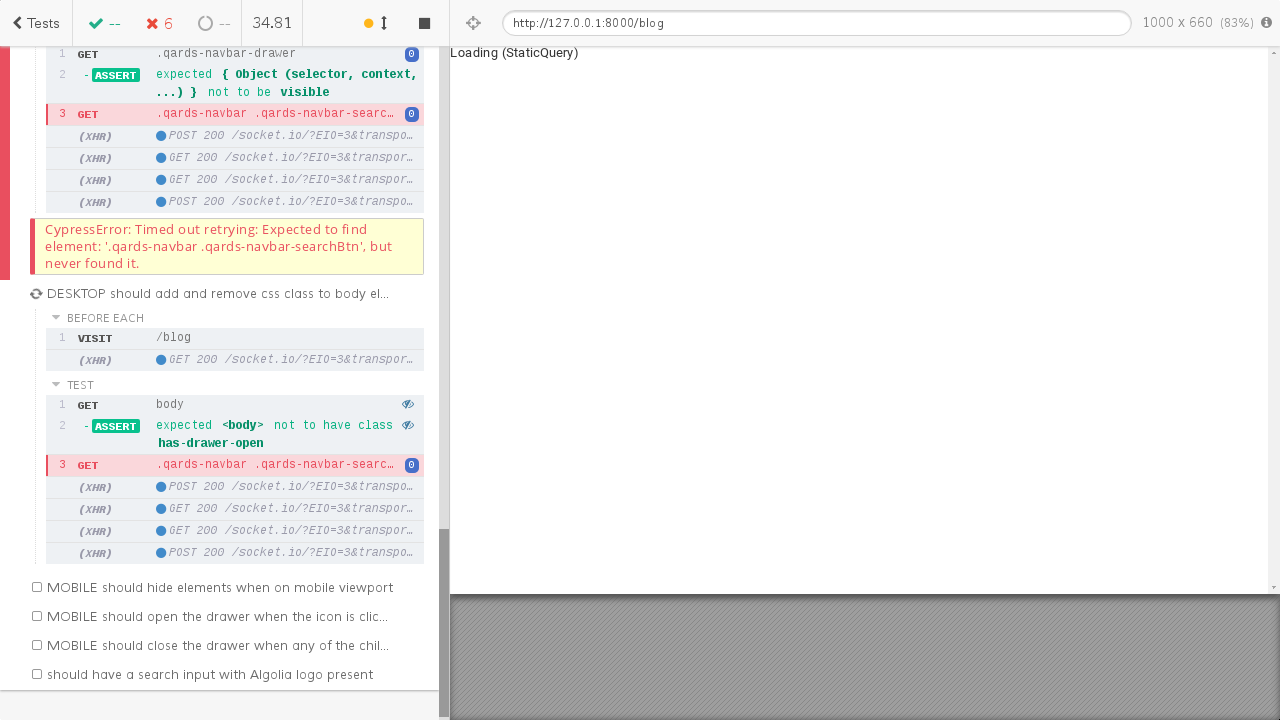 Tests
--
6
--
34.81
http://127.0.0.1:8000/blog
1000 x 660 (83%)
1 GET .qards-navbar-drawer 0
2 - ASSERT expected { Object (selector, context,
...) } not to be visible
3 GET .qards-navbar .qards-navbar-searc… 0
(XHR) POST 200 /socket.io/?EIO=3&transpo…
(XHR) GET 200 /socket.io/?EIO=3&transpor…
(XHR) GET 200 /socket.io/?EIO=3&transpor…
(XHR) POST 200 /socket.io/?EIO=3&transpo…
CypressError: Timed out retrying: Expected to find
element: '.qards-navbar .qards-navbar-searchBtn', but
never found it.
DESKTOP should add and remove css class to body el...
BEFORE EACH
1 VISIT /blog
(XHR) GET 200 /socket.io/?EIO=3&transpor…
TEST
1 GET body
2 - ASSERT expected <body> not to have class
has-drawer-open
3 GET .qards-navbar .qards-navbar-searc… 0
(XHR) POST 200 /socket.io/?EIO=3&transpo…
(XHR) GET 200 /socket.io/?EIO=3&transpor…
(XHR) GET 200 /socket.io/?EIO=3&transpor…
(XHR) POST 200 /socket.io/?EIO=3&transpo…
MOBILE should hide elements when on mobile viewport
MOBILE should open the drawer when the icon is clic...
MOBILE should close the drawer when any of the chil...
should have a search input with Algolia logo present
Loading (StaticQuery)